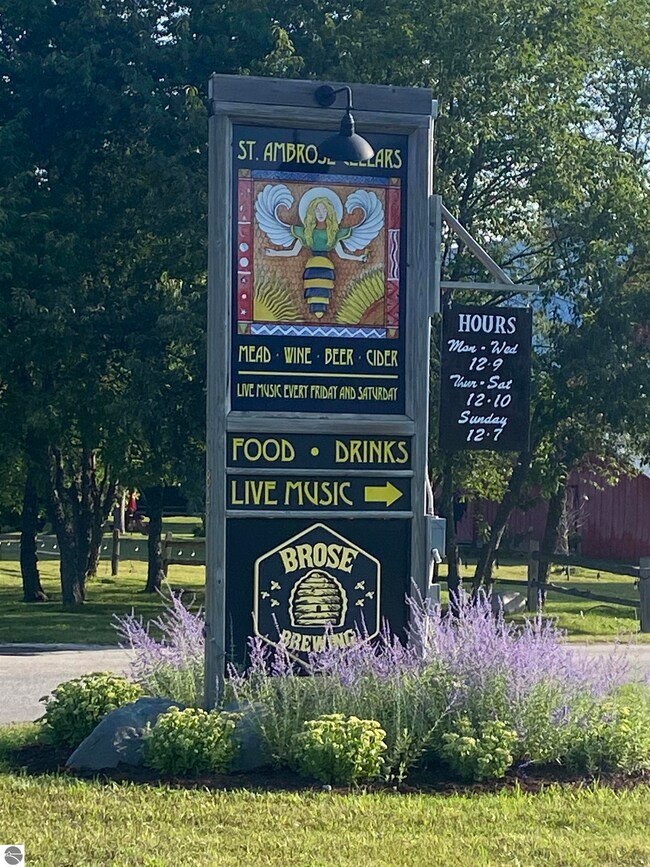 ST. AMBROSE CELLARS
MEAD · WINE · BEER · CIDER
LIVE MUSIC EVERY FRIDAY AND SATURDAY
HOURS
Mon - Wed
12-9
Thur - Sat
12-10
Sunday
12-7
FOOD • DRINKS
LIVE MUSIC
BROSE
BREWING